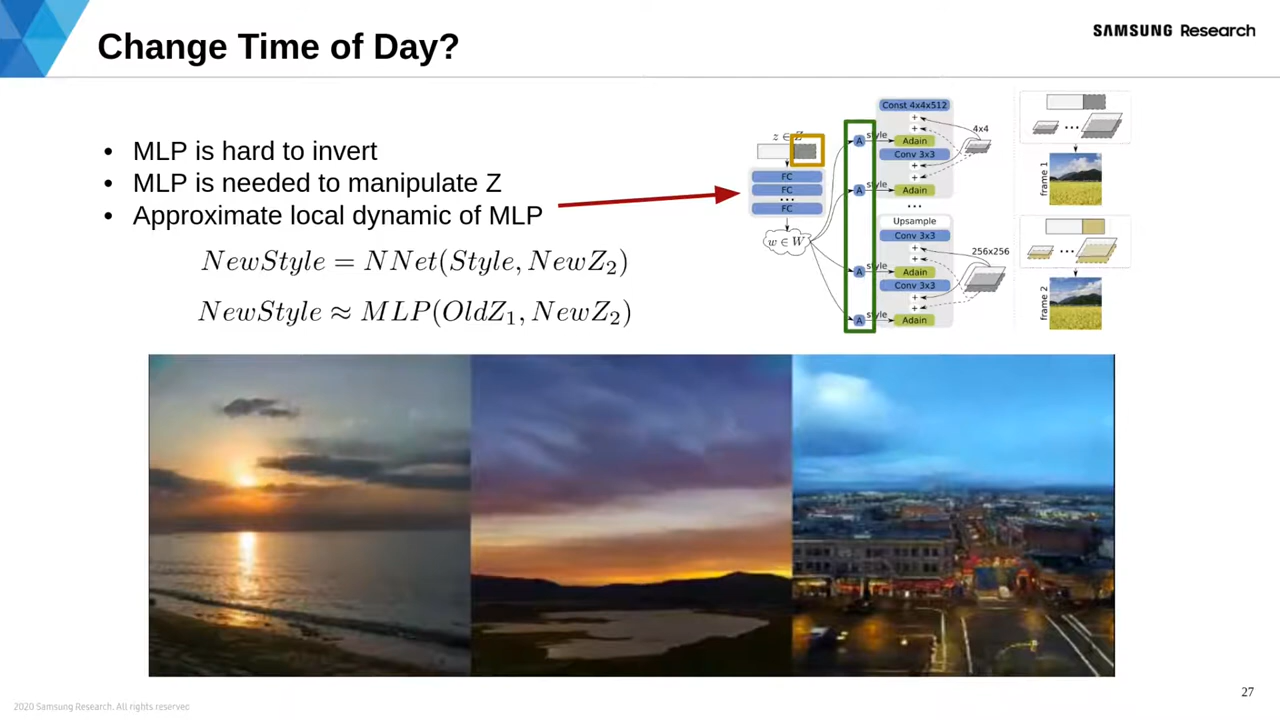 Change Time of Day?
SAMSUNG Research
• MLP is hard to invert
• MLP is needed to manipulate Z
• Approximate local dynamic of MLP
NewStyle = NNet(Style, NewZ₂)
NewStyle ≈ MLP(OldZ₁, NewZ₂)
z ∈ Z
FC
FC
...
FC
w ∈ W
A
A
A
A
style
style
style
style
Const 4x4x512
+
+
Adain
Conv 3x3
+
+
Adain
...
Upsample
Conv 3x3
+
+
Adain
Conv 3x3
+
+
Adain
4x4
256x256
...
frame 1
...
frame 2
2020 Samsung Research. All rights reserved
27